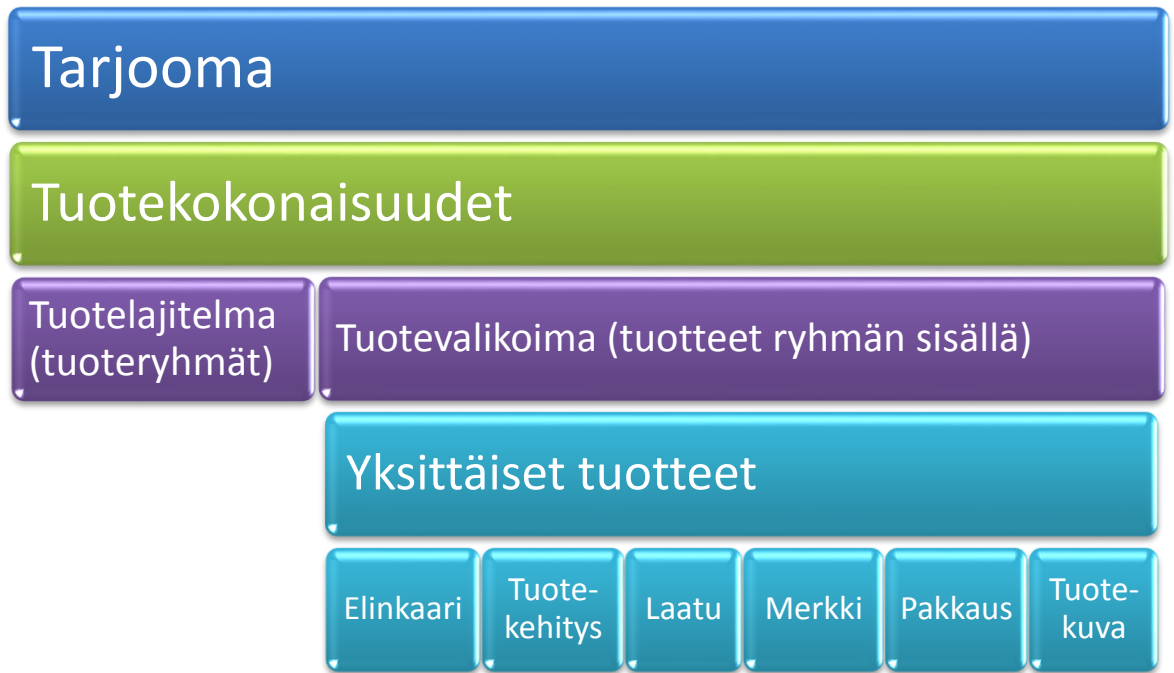 Tarjooma
Tuotekokonaisuudet
Tuotelajitelma
(tuoteryhmät)
Tuotevalikoima (tuotteet ryhmän sisällä)
Yksittäiset tuotteet
Elinkaari
Tuote-
kehitys
Laatu
Merkki
Pakkaus
Tuote-
kuva